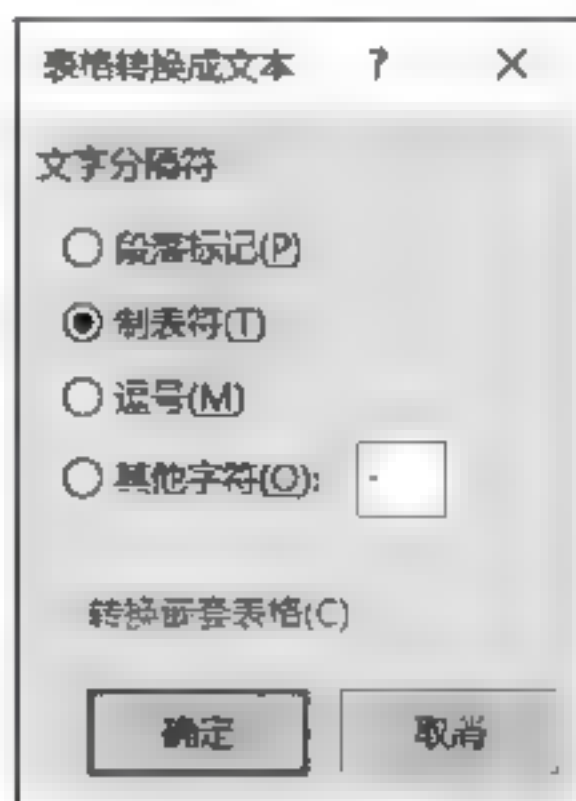 表格转换成文本 ? ×
文字分隔符
段落标记(P)
制表符(T)
逗号(M)
其他字符(O): -
转换嵌套表格(C)
确定 取消